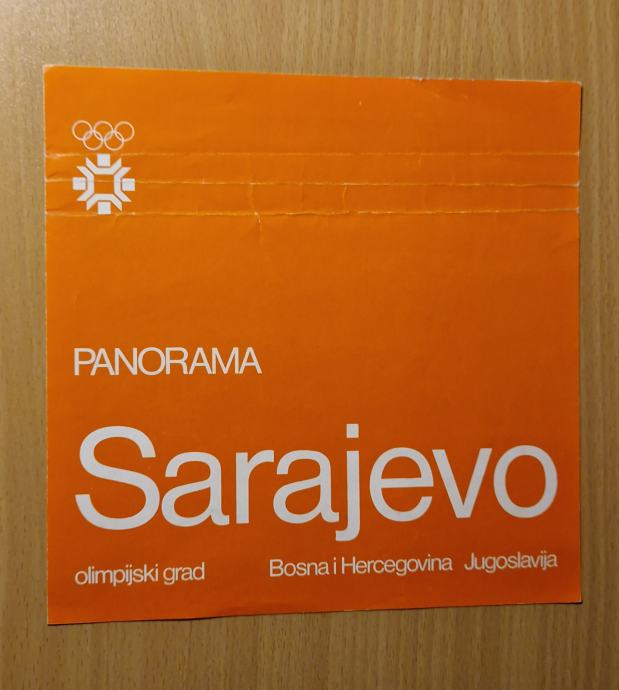 PANORAMA
Sarajevo
olimpijski grad
Bosna i Hercegovina Jugoslavija